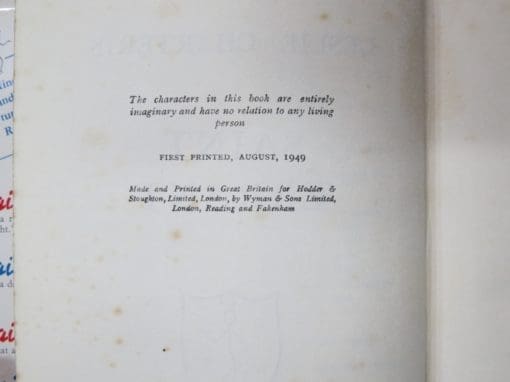 The characters in this book are entirely
imaginary and have no relation to any living
person
FIRST PRINTED, AUGUST, 1949
Made and Printed in Great Britain for Hodder &
Stoughton, Limited, London, by Wyman & Sons Limited,
London, Reading and Fakenham